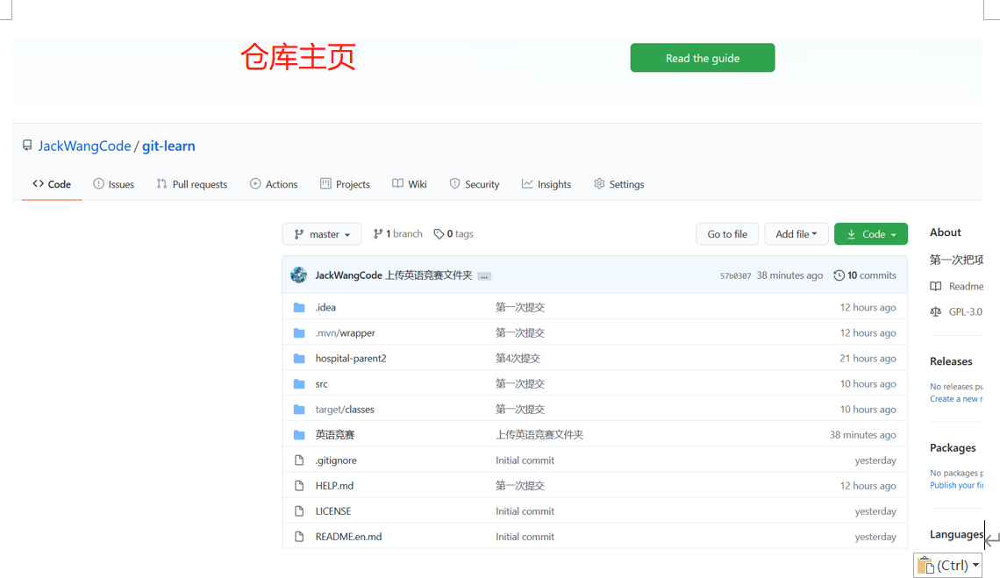 仓库主页
Read the guide
JackWangCode / git-learn
Code Issues Pull requests Actions Projects Wiki Security Insights Settings
master 1 branch 0 tags Go to file Add file Code
JackWangCode 上传英语竞赛文件夹 ... 57b0307 38 minutes ago 10 commits
.idea 第一次提交 12 hours ago
.mvn/wrapper 第一次提交 12 hours ago
hospital-parent2 第4次提交 21 hours ago
src 第一次提交 10 hours ago
target/classes 第一次提交 10 hours ago
英语竞赛 上传英语竞赛文件夹 38 minutes ago
.gitignore Initial commit yesterday
HELP.md 第一次提交 12 hours ago
LICENSE Initial commit yesterday
README.en.md Initial commit yesterday
About
第一次把项
Readme
GPL-3.0
Releases
No releases pu
Create a new r
Packages
No packages p
Publish your fir
Languages
(Ctrl)